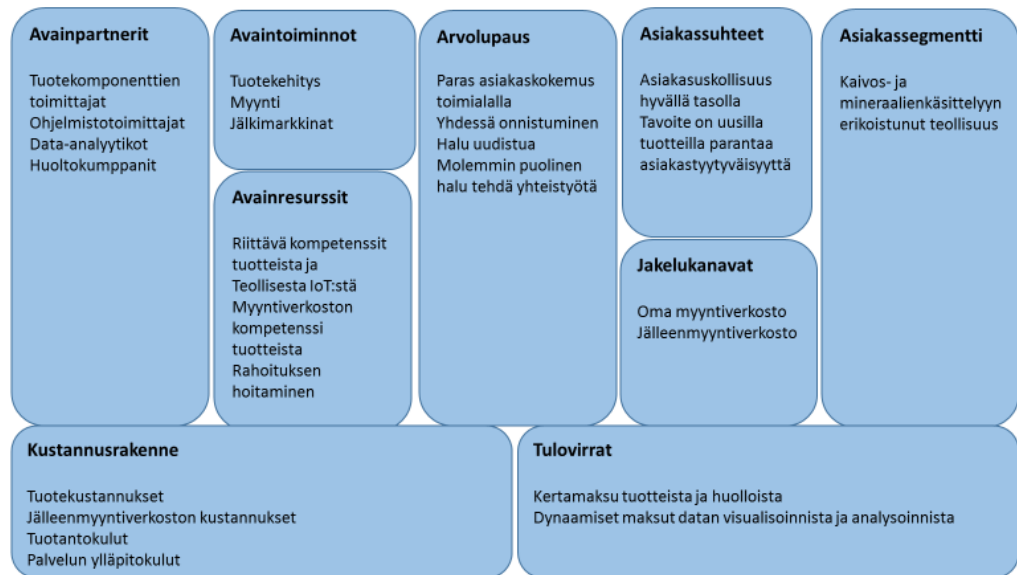 Avainpartnerit
Tuotekomponenttien
toimittajat
Ohjelmistotoimittajat
Data-analyytikot
Huoltokumppanit
Avaintoiminnot
Tuotekehitys
Myynti
Jälkimarkkinat
Avainresurssit
Riittävä kompetenssit
tuotteista ja
Teollisesta IoT:stä
Myyntiverkoston
kompetenssi
tuotteista
Rahoituksen
hoitaminen
Arvolupaus
Paras asiakaskokemus
toimialalla
Yhdessä onnistuminen
Halu uudistua
Molemmin puolinen
halu tehdä yhteistyötä
Asiakassuhteet
Asiakasuskollisuus
hyvällä tasolla
Tavoite on uusilla
tuotteilla parantaa
asiakastyytyväisyyttä
Jakelukanavat
Oma myyntiverkosto
Jälleenmyyntiverkosto
Asiakassegmentti
Kaivos- ja
mineraalienkäsittelyyn
erikoistunut teollisuus
Kustannusrakenne
Tuotekustannukset
Jälleenmyyntiverkoston kustannukset
Tuotantokulut
Palvelun ylläpitokulut
Tulovirrat
Kertamaksu tuotteista ja huolloista
Dynaamiset maksut datan visualisoinnista ja analysoinnista